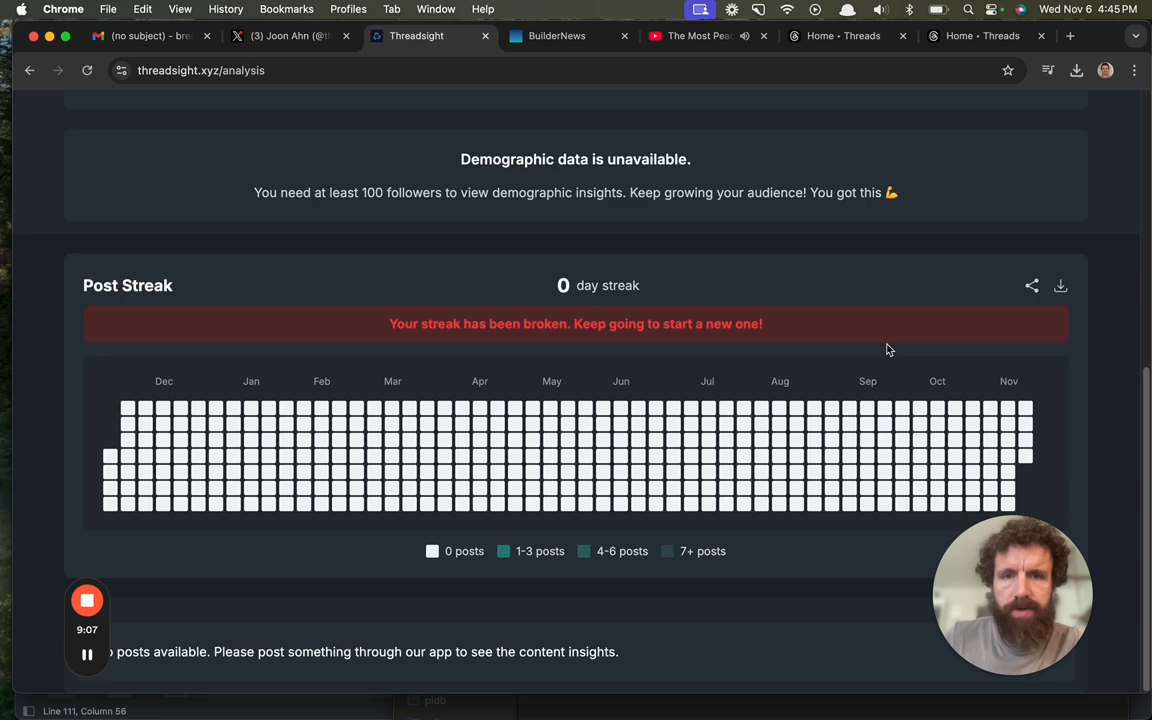 Chrome File Edit View History Bookmarks Profiles Tab Window Help Wed Nov 6 4:45 PM
(no subject) - brec (3) Joon Ahn (@th Threadsight BuilderNews The Most Peac Home • Threads Home • Threads
threadsight.xyz/analysis
Demographic data is unavailable.
You need at least 100 followers to view demographic insights. Keep growing your audience! You got this 💪
Post Streak 0 day streak
Your streak has been broken. Keep going to start a new one!
Dec Jan Feb Mar Apr May Jun Jul Aug Sep Oct Nov
0 posts 1-3 posts 4-6 posts 7+ posts
9:07
posts available. Please post something through our app to see the content insights.
pldb
Line 111, Column 56